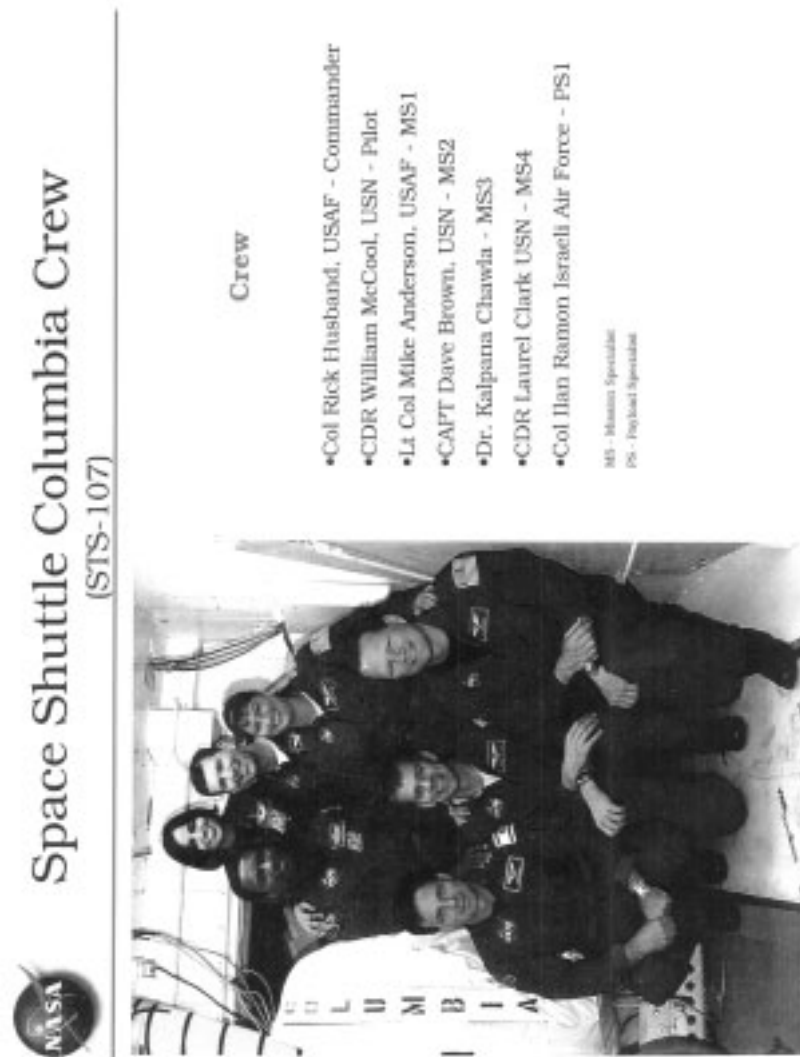 Space Shuttle Columbia Crew
(STS-107)
NASA
Crew
•Col Rick Husband, USAF - Commander
•CDR William McCool, USN - Pilot
•Lt Col Mike Anderson, USAF - MS1
•CAPT Dave Brown, USN - MS2
•Dr. Kalpana Chawla - MS3
•CDR Laurel Clark USN - MS4
•Col Ilan Ramon Israeli Air Force - PS1
MS - Mission Specialist
PS - Payload Specialist
L U M B I A